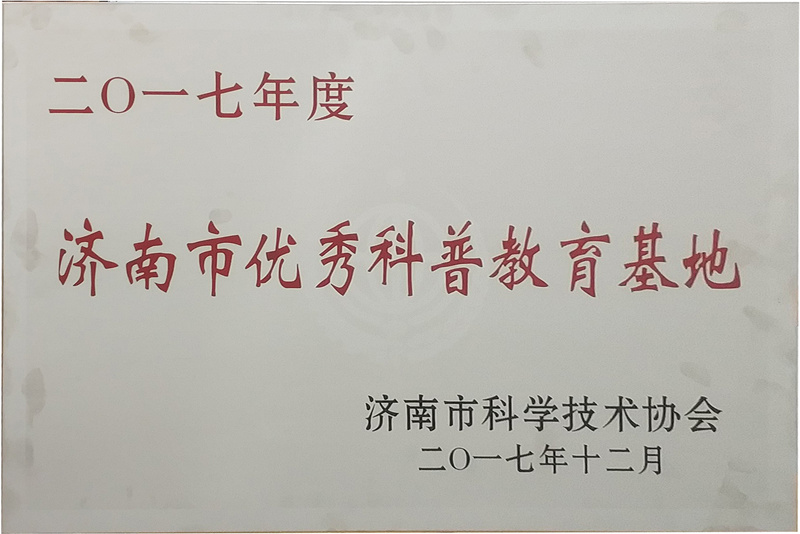 二〇一七年度
济南市优秀科普教育基地
济南市科学技术协会
二〇一七年十二月